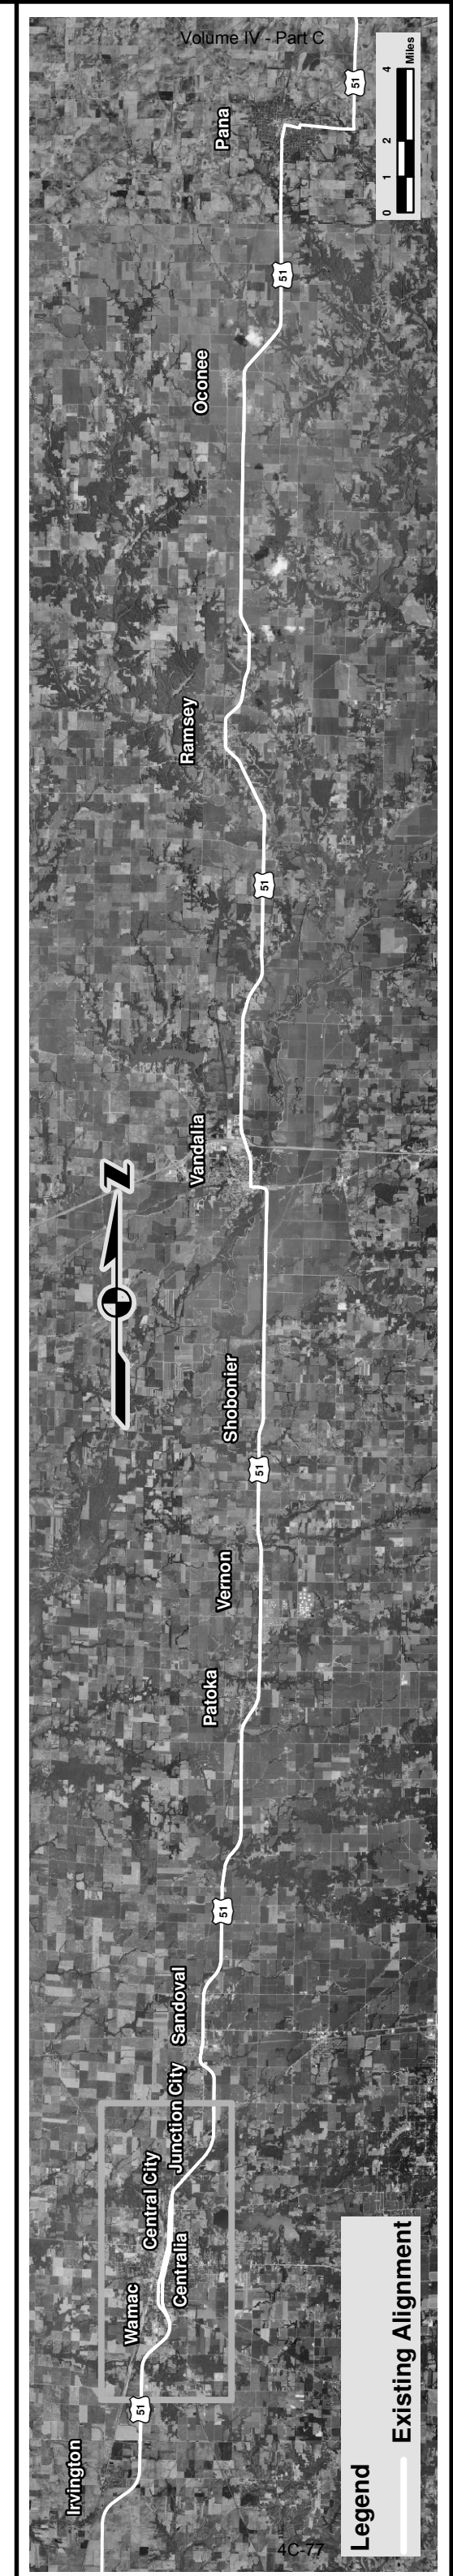 Volume IV - Part C
51
0 1 2 4
Miles
Pana
51
Oconee
Ramsey
51
Vandalia
N
Shobonier
51
Vernon
Patoka
51
Sandoval
Junction City
Central City
Centralia
Wamac
51
Irvington
Legend
Existing Alignment
4C-77